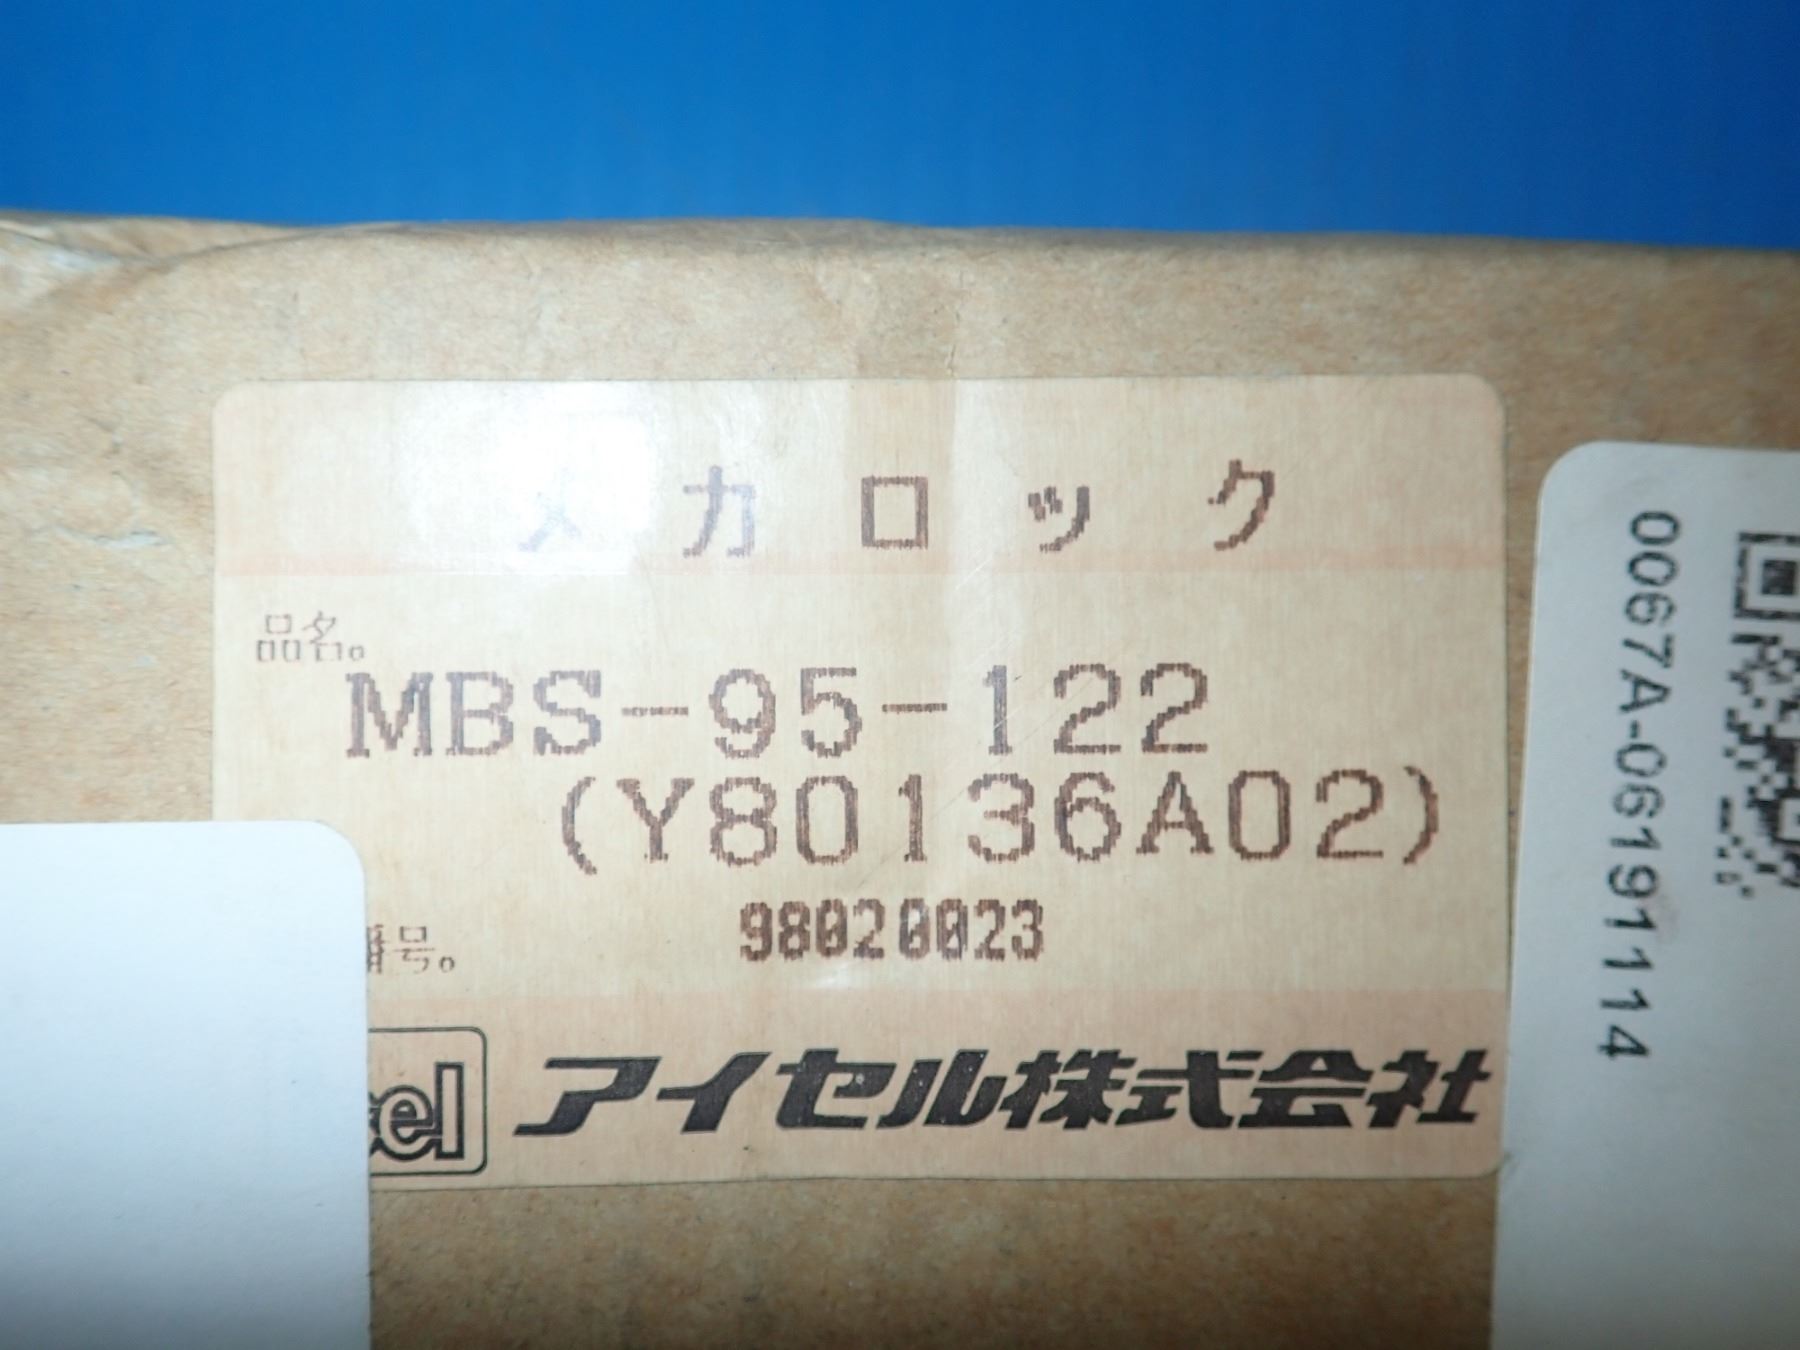 メカロック
品名。
MBS-95-122
(Y80136A02)
98020023
番号。
アイセル株式会社
0067A-06191114